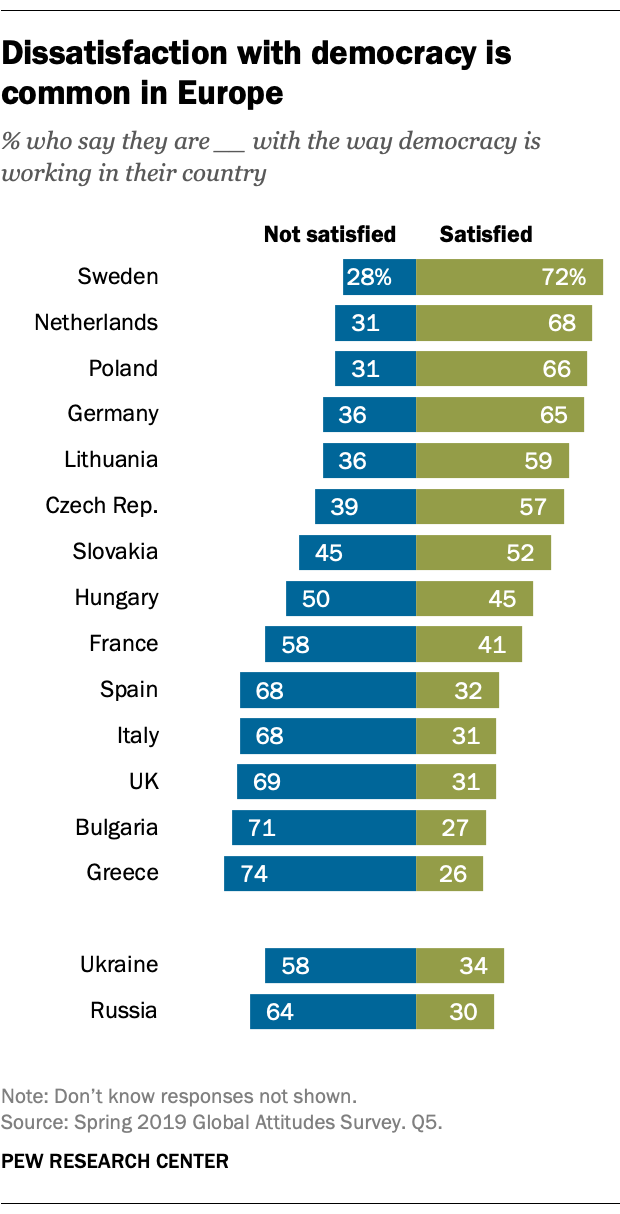 Dissatisfaction with democracy is
common in Europe
% who say they are __ with the way democracy is
working in their country
Not satisfied Satisfied
Sweden 28% 72%
Netherlands 31 68
Poland 31 66
Germany 36 65
Lithuania 36 59
Czech Rep. 39 57
Slovakia 45 52
Hungary 50 45
France 58 41
Spain 68 32
Italy 68 31
UK 69 31
Bulgaria 71 27
Greece 74 26
Ukraine 58 34
Russia 64 30
Note: Don’t know responses not shown.
Source: Spring 2019 Global Attitudes Survey. Q5.
PEW RESEARCH CENTER